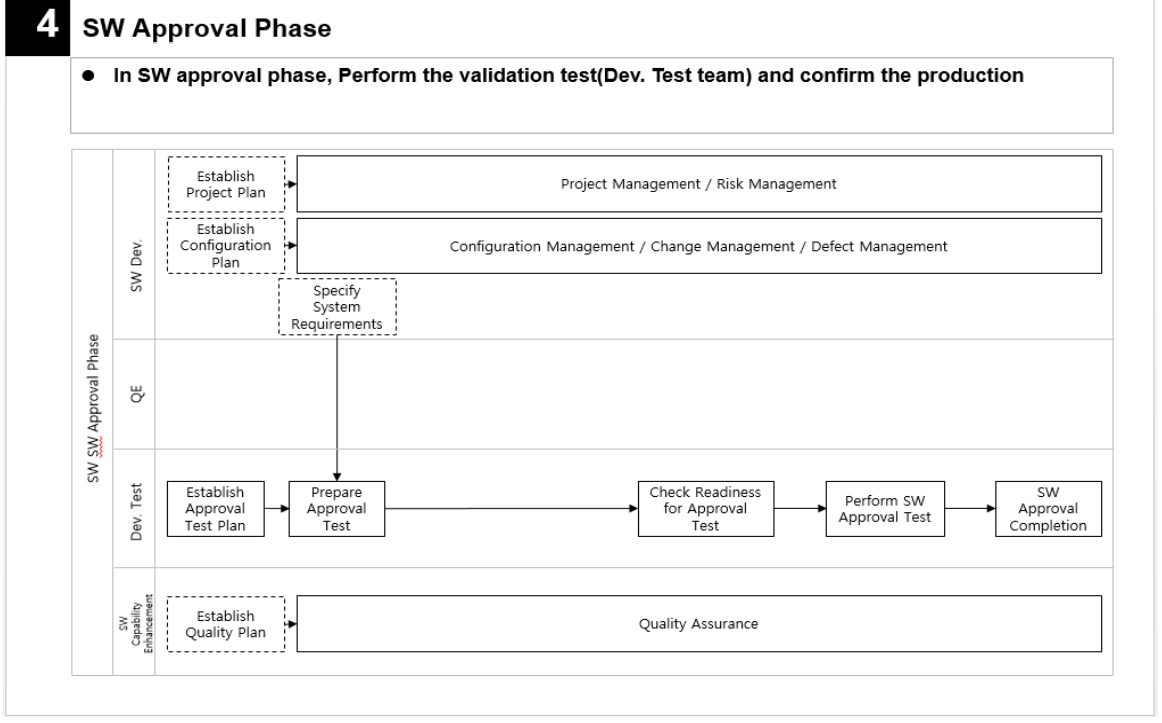 4
SW Approval Phase
● In SW approval phase, Perform the validation test(Dev. Test team) and confirm the production
SW SW Approval Phase
SW Dev.
Establish
Project Plan
Project Management / Risk Management
Establish
Configuration
Plan
Configuration Management / Change Management / Defect Management
Specify
System
Requirements
QE
Dev. Test
Establish
Approval
Test Plan
Prepare
Approval
Test
Check Readiness
for Approval
Test
Perform SW
Approval Test
SW
Approval
Completion
SW
Capability
Enhancement
Establish
Quality Plan
Quality Assurance